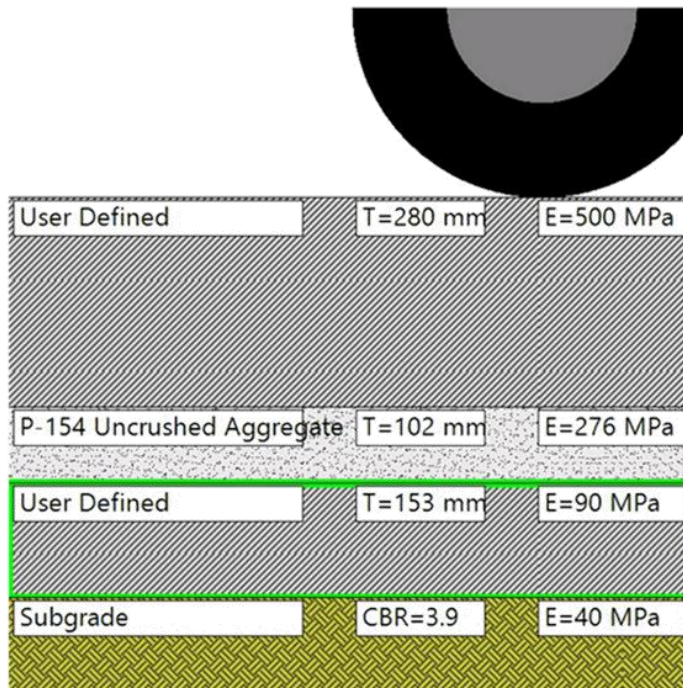 User Defined T=280 mm E=500 MPa
P-154 Uncrushed Aggregate T=102 mm E=276 MPa
User Defined T=153 mm E=90 MPa
Subgrade CBR=3.9 E=40 MPa